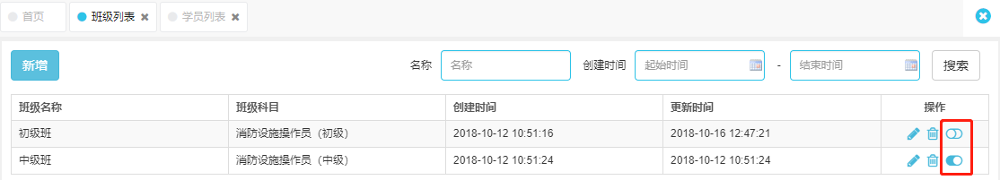 首页 班级列表 学员列表
新增 名称 名称 创建时间 起始时间 - 结束时间 搜索
班级名称 班级科目 创建时间 更新时间 操作
初级班 消防设施操作员（初级） 2018-10-12 10:51:16 2018-10-16 12:47:21
中级班 消防设施操作员（中级） 2018-10-12 10:51:24 2018-10-12 10:51:24